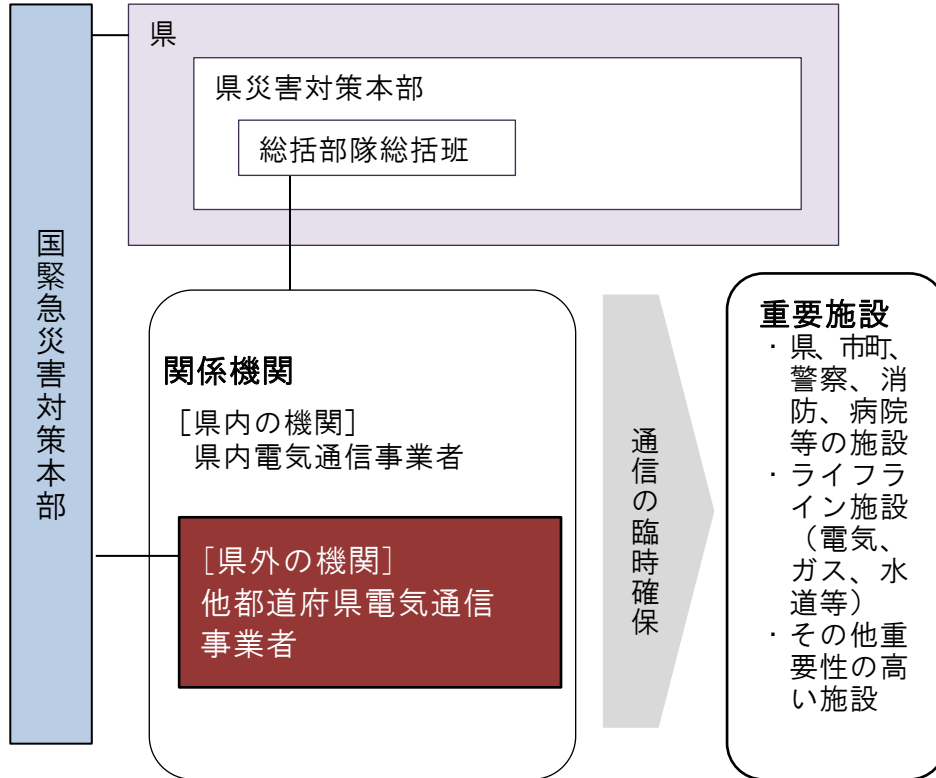 国緊急災害対策本部
県
県災害対策本部
総括部隊総括班
関係機関
［県内の機関］
県内電気通信事業者
［県外の機関］
他都道府県電気通信
事業者
通信の臨時確保
重要施設
・県、市町、
警察、消
防、病院
等の施設
・ライフラ
イン施設
（電気、
ガス、水
道等）
・その他重
要性の高
い施設